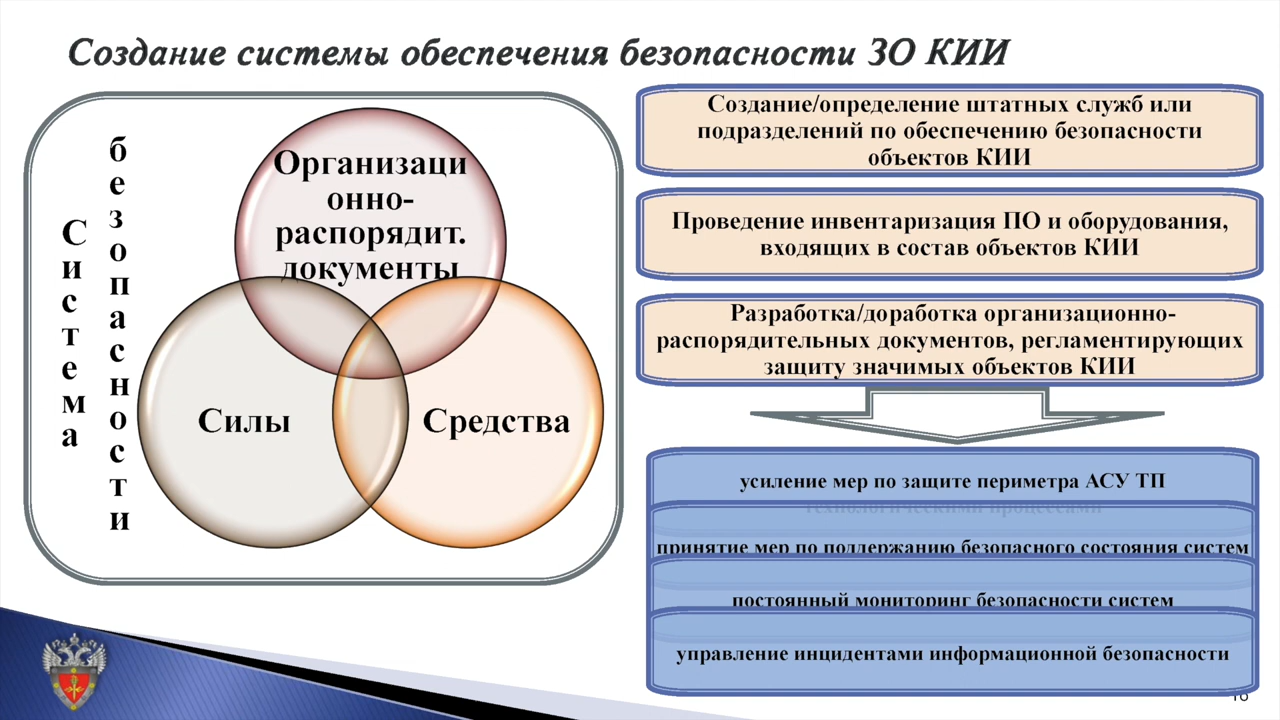 Создание системы обеспечения безопасности ЗО КИИ
Система
безопасности
Организаци
онно-
распорядит.
документы
Силы
Средства
Создание/определение штатных служб или
подразделений по обеспечению безопасности
объектов КИИ
Проведение инвентаризация ПО и оборудования,
входящих в состав объектов КИИ
Разработка/доработка организационно-
распорядительных документов, регламентирующих
защиту значимых объектов КИИ
усиление мер по защите периметра АСУ ТП
технологическими процессами
принятие мер по поддержанию безопасного состояния систем
постоянный мониторинг безопасности систем
управление инцидентами информационной безопасности